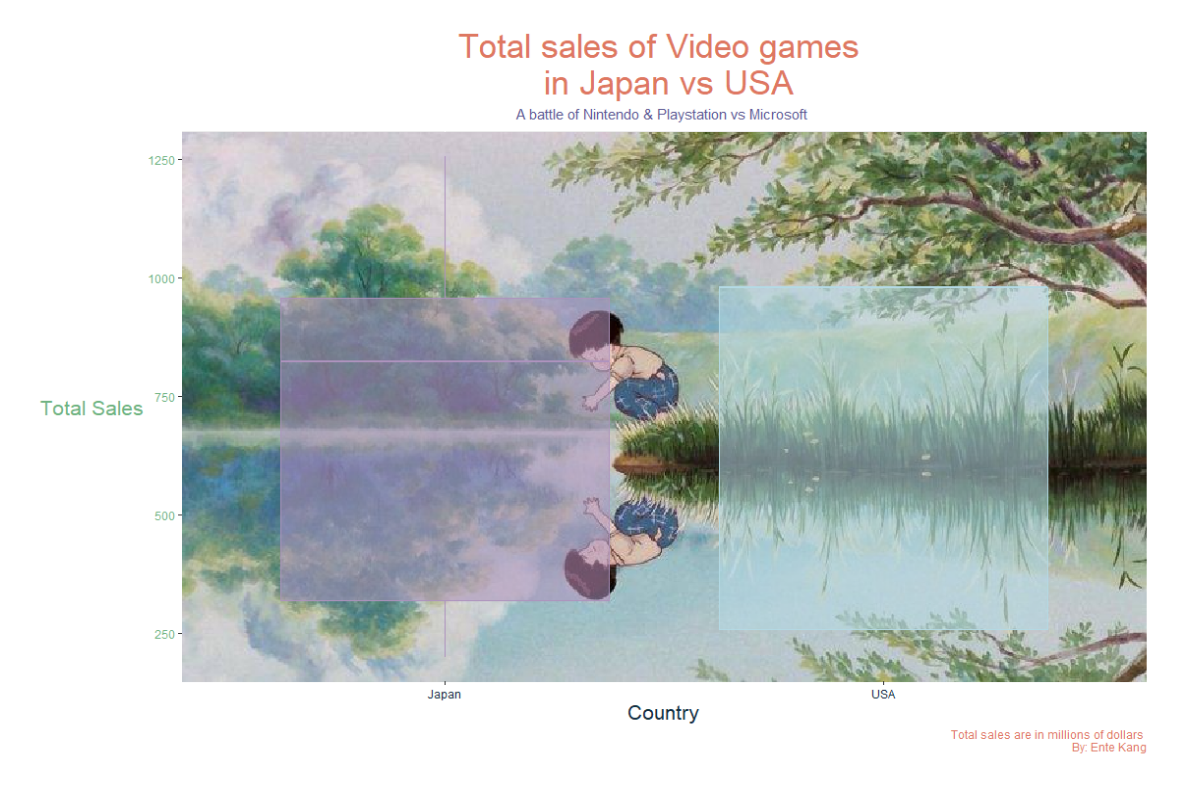 Total sales of Video games
in Japan vs USA
A battle of Nintendo & Playstation vs Microsoft
1250
1000
750
500
250
Total Sales
Japan
USA
Country
Total sales are in millions of dollars
By: Ente Kang